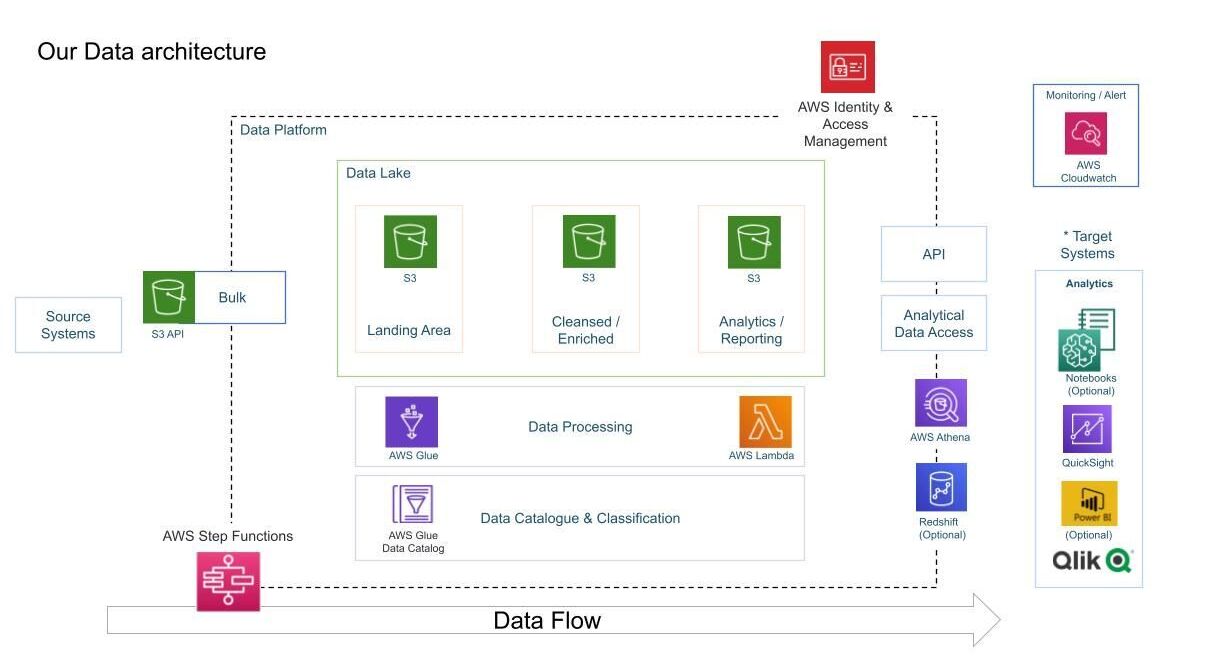 Our Data architecture
AWS Identity &
Access
Management
Monitoring / Alert
AWS
Cloudwatch
Data Platform
Data Lake
S3
Landing Area
S3
Cleansed /
Enriched
S3
Analytics /
Reporting
Source
Systems
S3 API
Bulk
API
Analytical
Data Access
AWS Glue
Data Processing
AWS Lambda
AWS Athena
AWS Glue
Data Catalog
Data Catalogue & Classification
Redshift
(Optional)
AWS Step Functions
* Target
Systems
Analytics
Notebooks
(Optional)
QuickSight
Power BI
(Optional)
Qlik
Data Flow